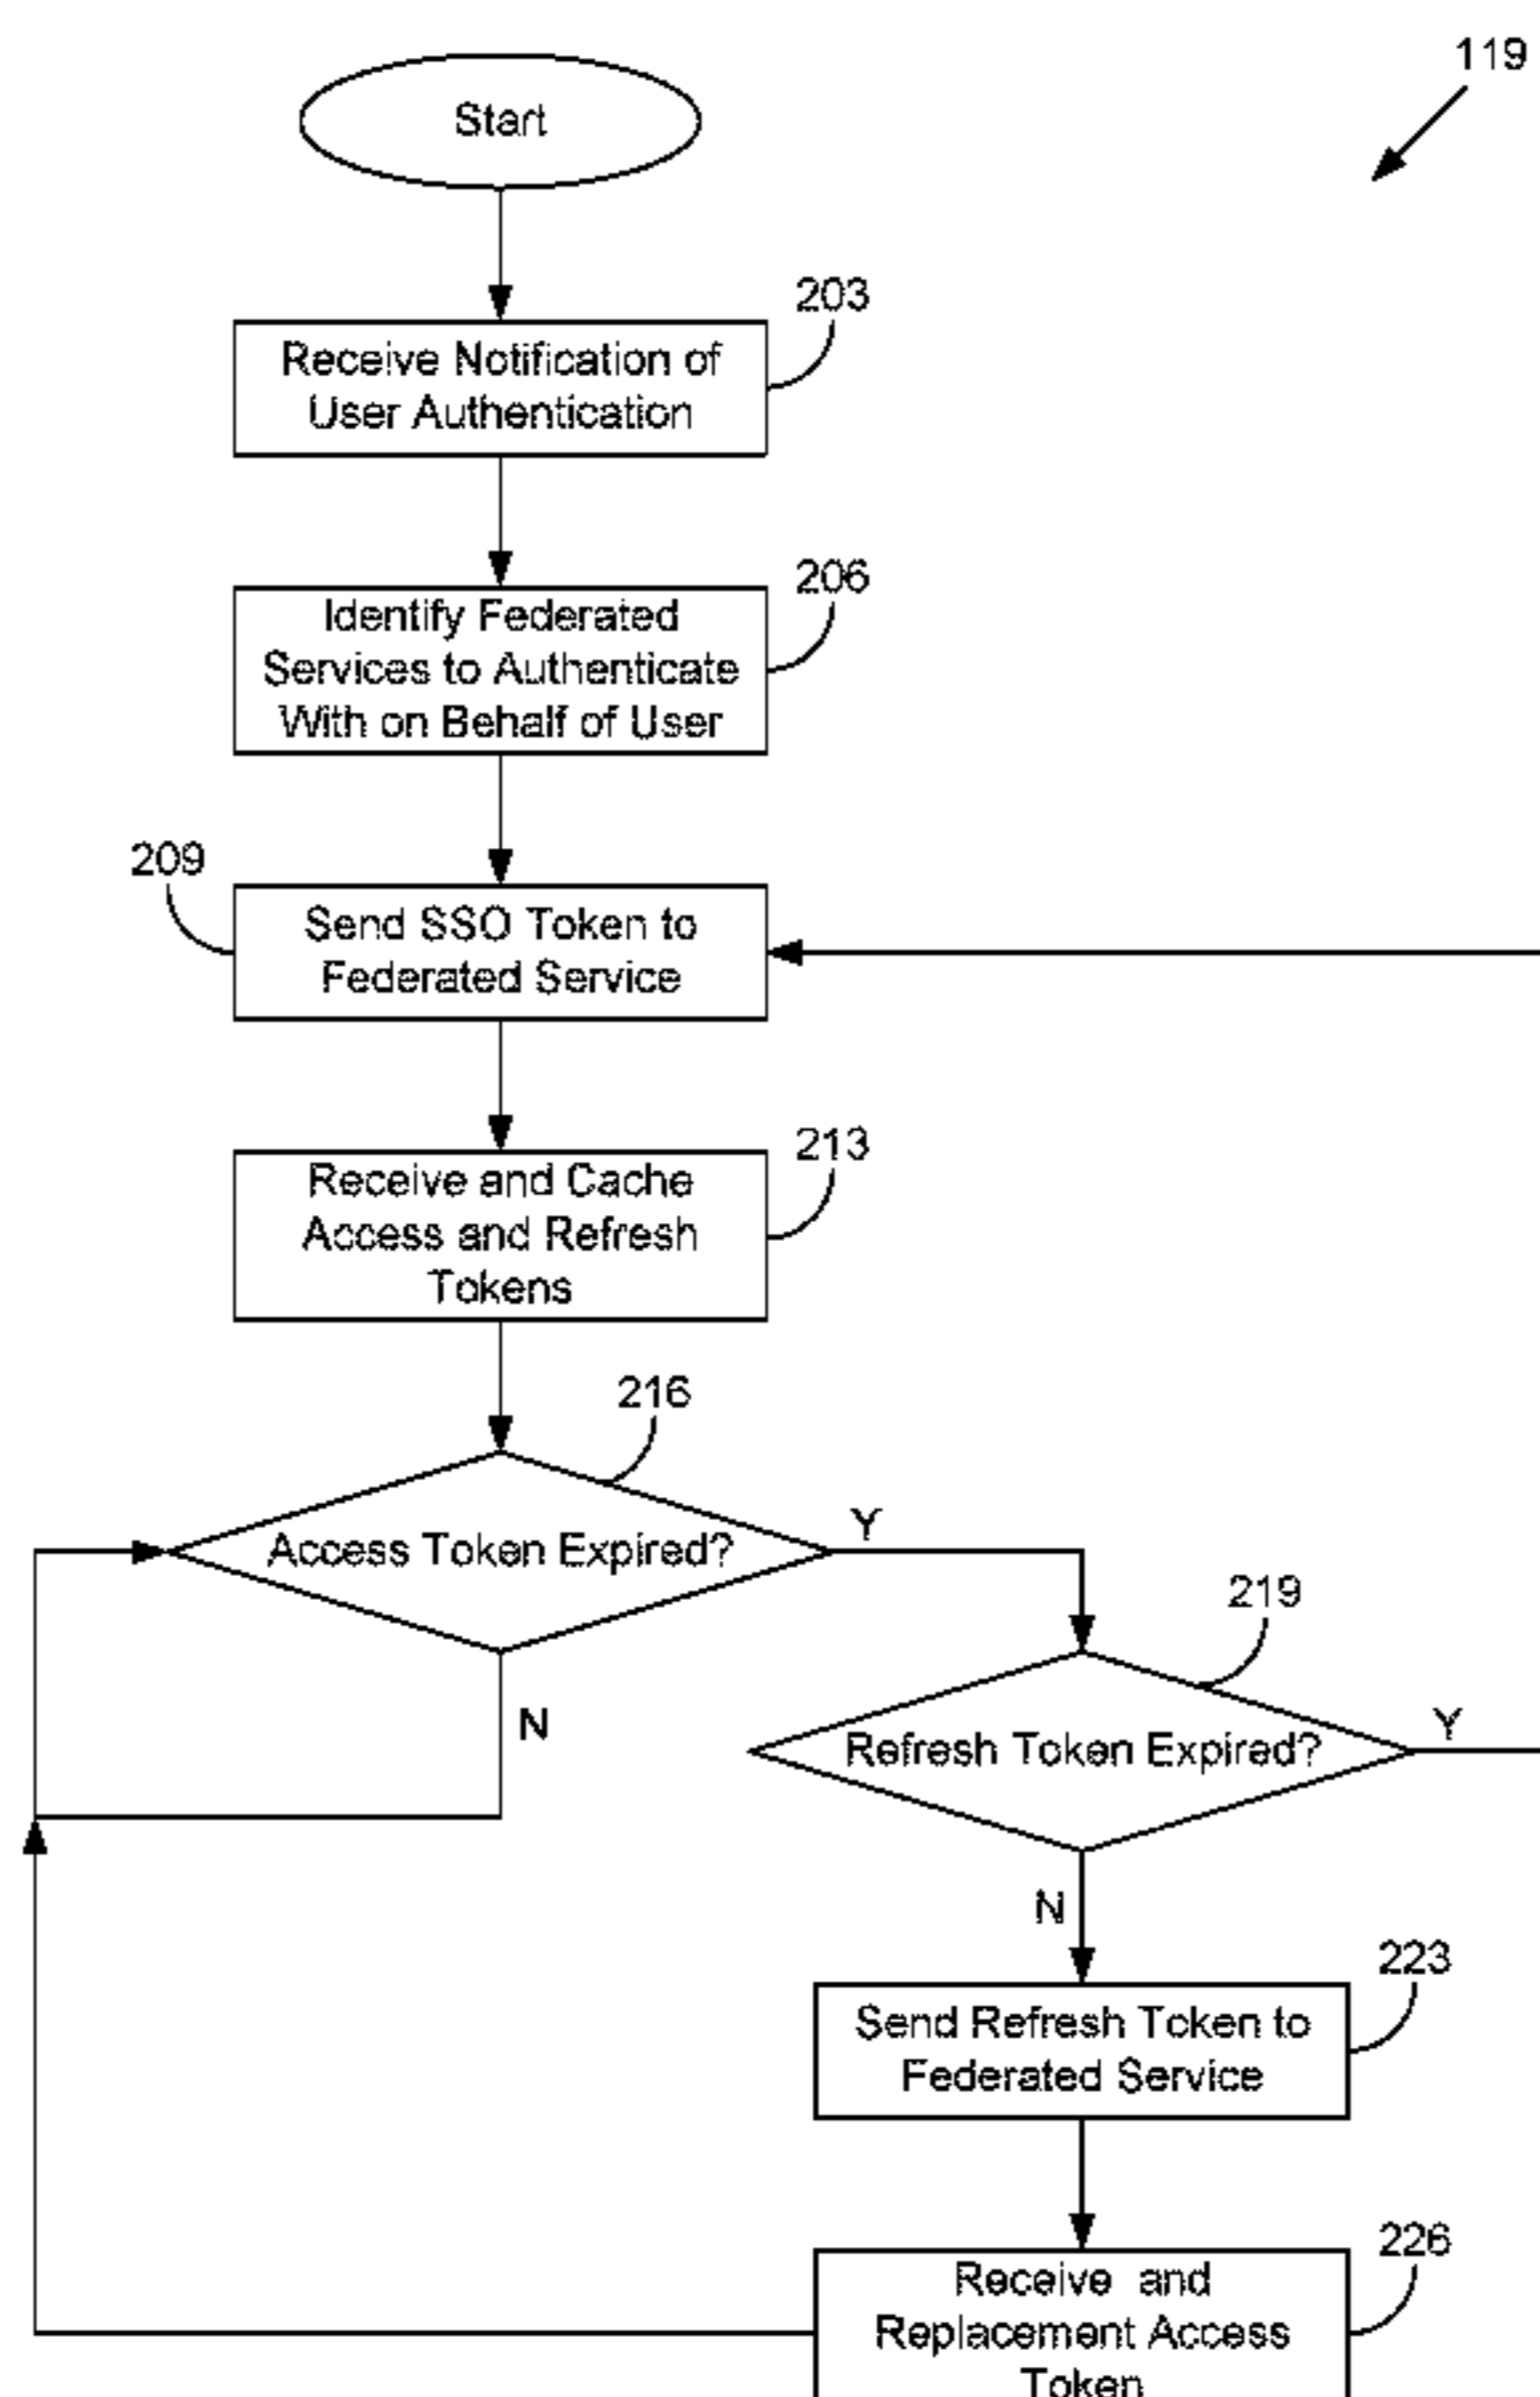 119
Start
203
Receive Notification of
User Authentication
206
Identify Federated
Services to Authenticate
With on Behalf of User
209
Send SSO Token to
Federated Service
213
Receive and Cache
Access and Refresh
Tokens
216
Access Token Expired?
Y
N
219
Refresh Token Expired?
Y
N
223
Send Refresh Token to
Federated Service
226
Receive and
Replacement Access
Token